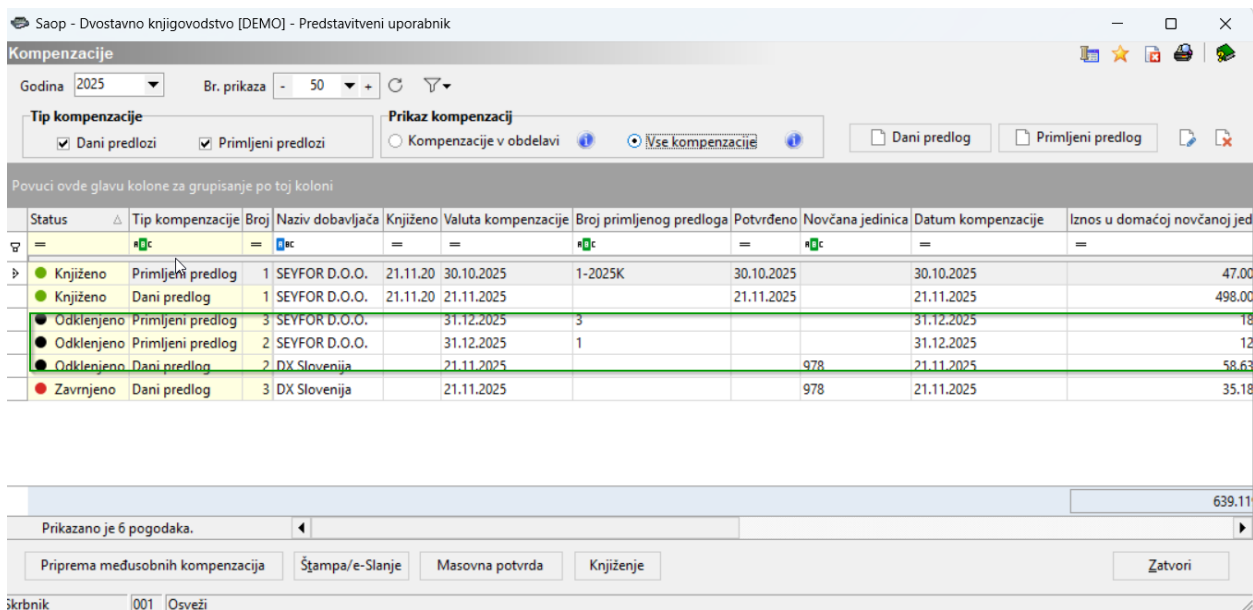 Saop - Dvostavno knjigovodstvo [DEMO] - Predstavitveni uporabnik
Kompenzacije
Godina 2025 Br. prikaza - 50 +
Tip kompenzacije
Dani predlozi Primljeni predlozi
Prikaz kompenzacij
Kompenzacije v obdelavi Vse kompenzacije
Dani predlog Primljeni predlog
Povuci ovde glavu kolone za grupisanje po toj koloni
Status Tip kompenzacije Broj Naziv dobavljača Knjiženo Valuta kompenzacije Broj primljenog predloga Potvrđeno Novčana jedinica Datum kompenzacije Iznos u domaćoj novčanoj jed
= ABC = ABC = = ABC = ABC = =
Knjiženo Primljeni predlog 1 SEYFOR D.O.O. 21.11.20 30.10.2025 1-2025K 30.10.2025 30.10.2025 47.00
Knjiženo Dani predlog 1 SEYFOR D.O.O. 21.11.20 21.11.2025 21.11.2025 21.11.2025 498.00
Odklenjeno Primljeni predlog 3 SEYFOR D.O.O. 31.12.2025 3 31.12.2025 18
Odklenjeno Primljeni predlog 2 SEYFOR D.O.O. 31.12.2025 1 31.12.2025 12
Odklenjeno Dani predlog 2 DX Slovenija 21.11.2025 978 21.11.2025 58.63
Zavrnjeno Dani predlog 3 DX Slovenija 21.11.2025 978 21.11.2025 35.18
639.11
Prikazano je 6 pogodaka.
Priprema međusobnih kompenzacija Štampa/e-Slanje Masovna potvrda Knjiženje Zatvori
Skrbnik 001 Osveži